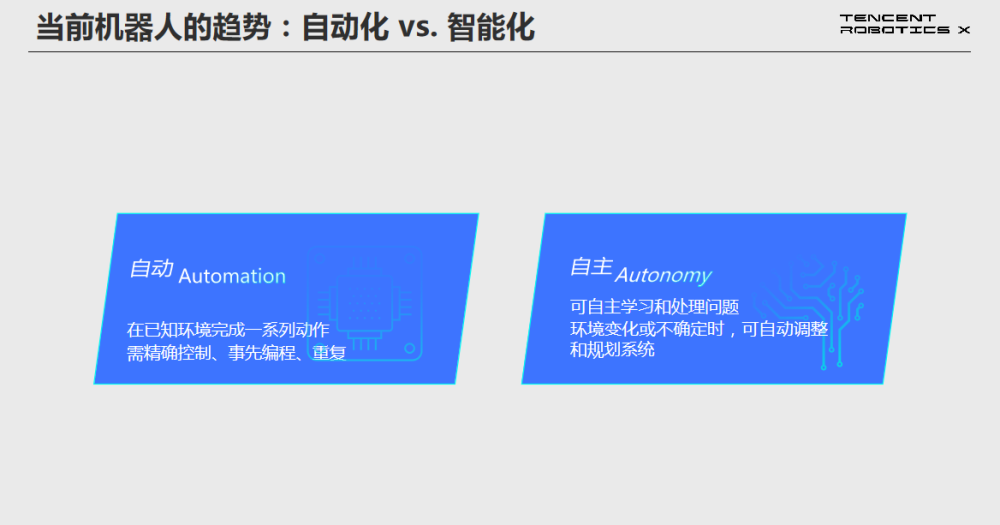 当前机器人的趋势：自动化 vs. 智能化
TENCENT
ROBOTICS X
自动 Automation
在已知环境完成一系列动作
需精确控制、事先编程、重复
自主 Autonomy
可自主学习和处理问题
环境变化或不确定时，可自动调整
和规划系统